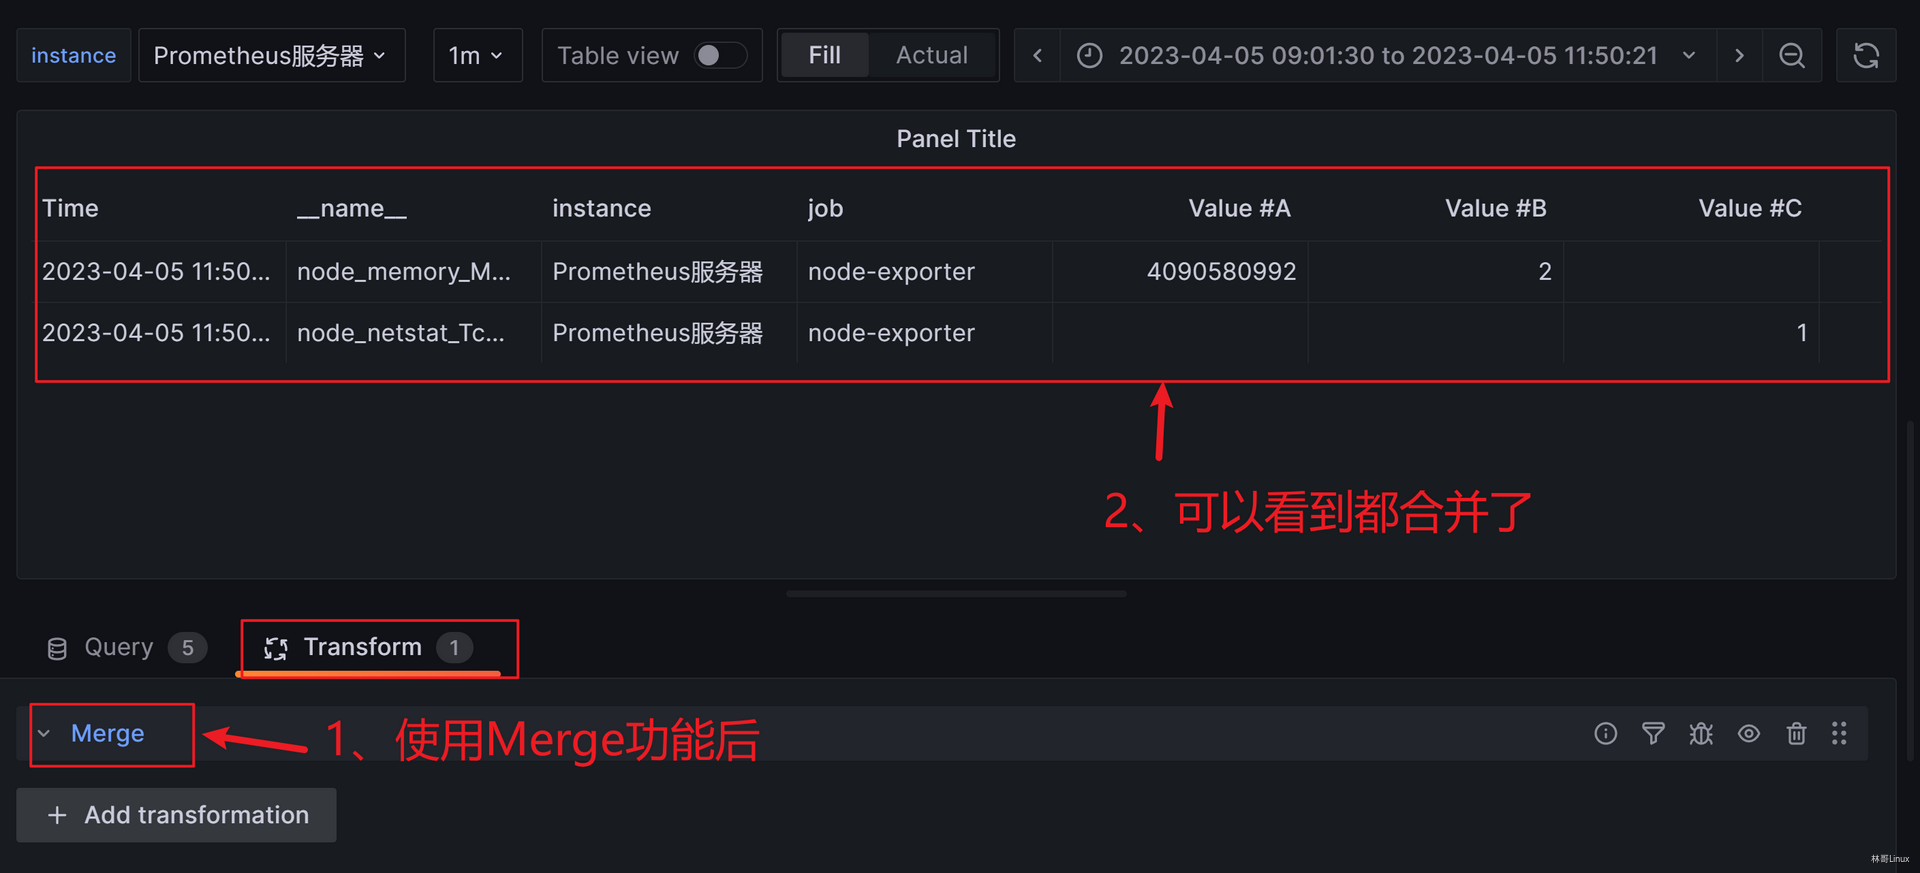 instance Prometheus服务器 1m Table view Fill Actual 2023-04-05 09:01:30 to 2023-04-05 11:50:21
Panel Title
Time __name__ instance job Value #A Value #B Value #C
2023-04-05 11:50... node_memory_M... Prometheus服务器 node-exporter 4090580992 2
2023-04-05 11:50... node_netstat_Tc... Prometheus服务器 node-exporter 1
2、可以看到都合并了
Query 5 Transform 1
Merge 1、使用Merge功能后
+ Add transformation
林哥Linux